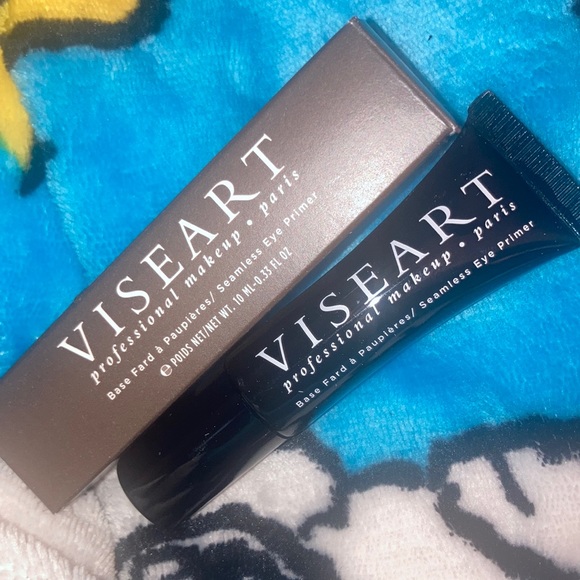 VISEART
professional makeup • paris
Base Fard à Paupières/ Seamless Eye Primer
℮ POIDS NET/NET WT. 10 ML-0.33 FL OZ
VISEART
professional makeup • paris
Base Fard à Paupières/ Seamless Eye Primer